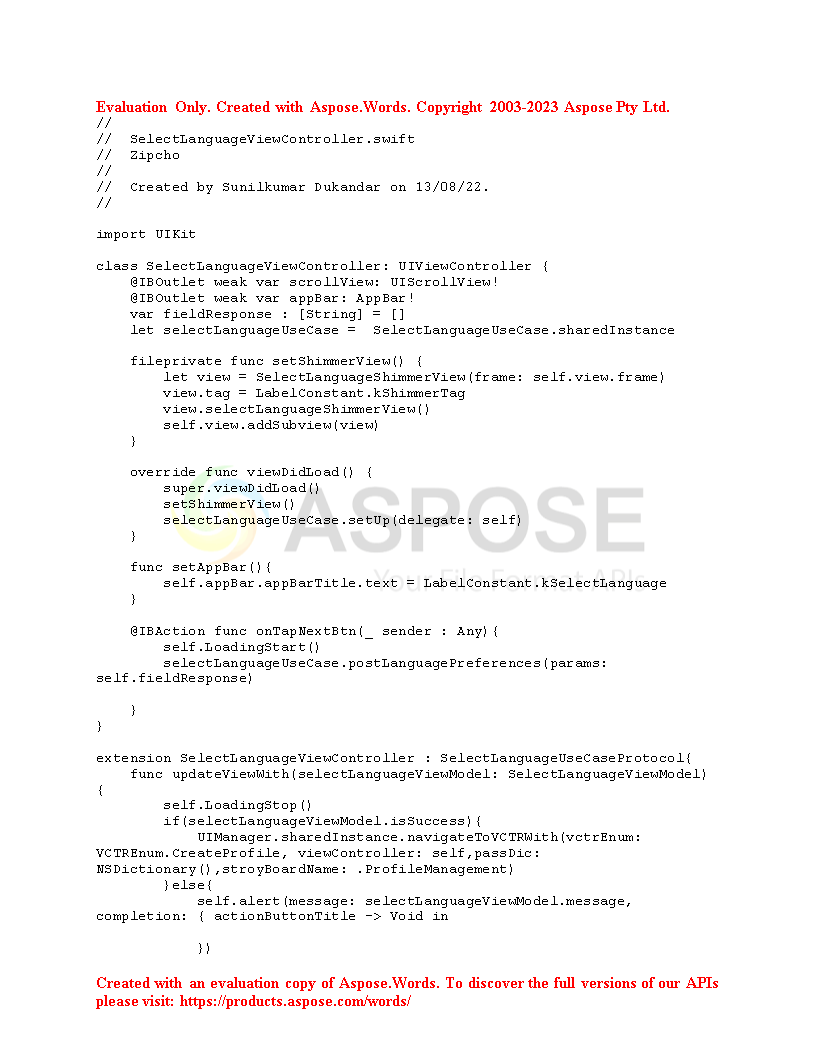 Evaluation Only. Created with Aspose.Words. Copyright 2003-2023 Aspose Pty Ltd.
//
//  SelectLanguageViewController.swift
//  Zipcho
//
//  Created by Sunilkumar Dukandar on 13/08/22.
//
import UIKit
class SelectLanguageViewController: UIViewController {
    @IBOutlet weak var scrollView: UIScrollView!
    @IBOutlet weak var appBar: AppBar!
    var fieldResponse : [String] = []
    let selectLanguageUseCase =  SelectLanguageUseCase.sharedInstance
    fileprivate func setShimmerView() {
        let view = SelectLanguageShimmerView(frame: self.view.frame)
        view.tag = LabelConstant.kShimmerTag
        view.selectLanguageShimmerView()
        self.view.addSubview(view)
    }
    override func viewDidLoad() {
        super.viewDidLoad()
        setShimmerView()
        selectLanguageUseCase.setUp(delegate: self)
    }
ASPOSE
Your File Format APIs
    func setAppBar(){
        self.appBar.appBarTitle.text = LabelConstant.kSelectLanguage
    }
    @IBAction func onTapNextBtn(_ sender : Any){
        self.LoadingStart()
        selectLanguageUseCase.postLanguagePreferences(params:
self.fieldResponse)
    }
}
extension SelectLanguageViewController : SelectLanguageUseCaseProtocol{
    func updateViewWith(selectLanguageViewModel: SelectLanguageViewModel)
{
        self.LoadingStop()
        if(selectLanguageViewModel.isSuccess){
            UIManager.sharedInstance.navigateToVCTRWith(vctrEnum:
VCTREnum.CreateProfile, viewController: self,passDic:
NSDictionary(),stroyBoardName: .ProfileManagement)
        }else{
            self.alert(message: selectLanguageViewModel.message,
completion: { actionButtonTitle -> Void in
            })
Created with an evaluation copy of Aspose.Words. To discover the full versions of our APIs
please visit: https://products.aspose.com/words/